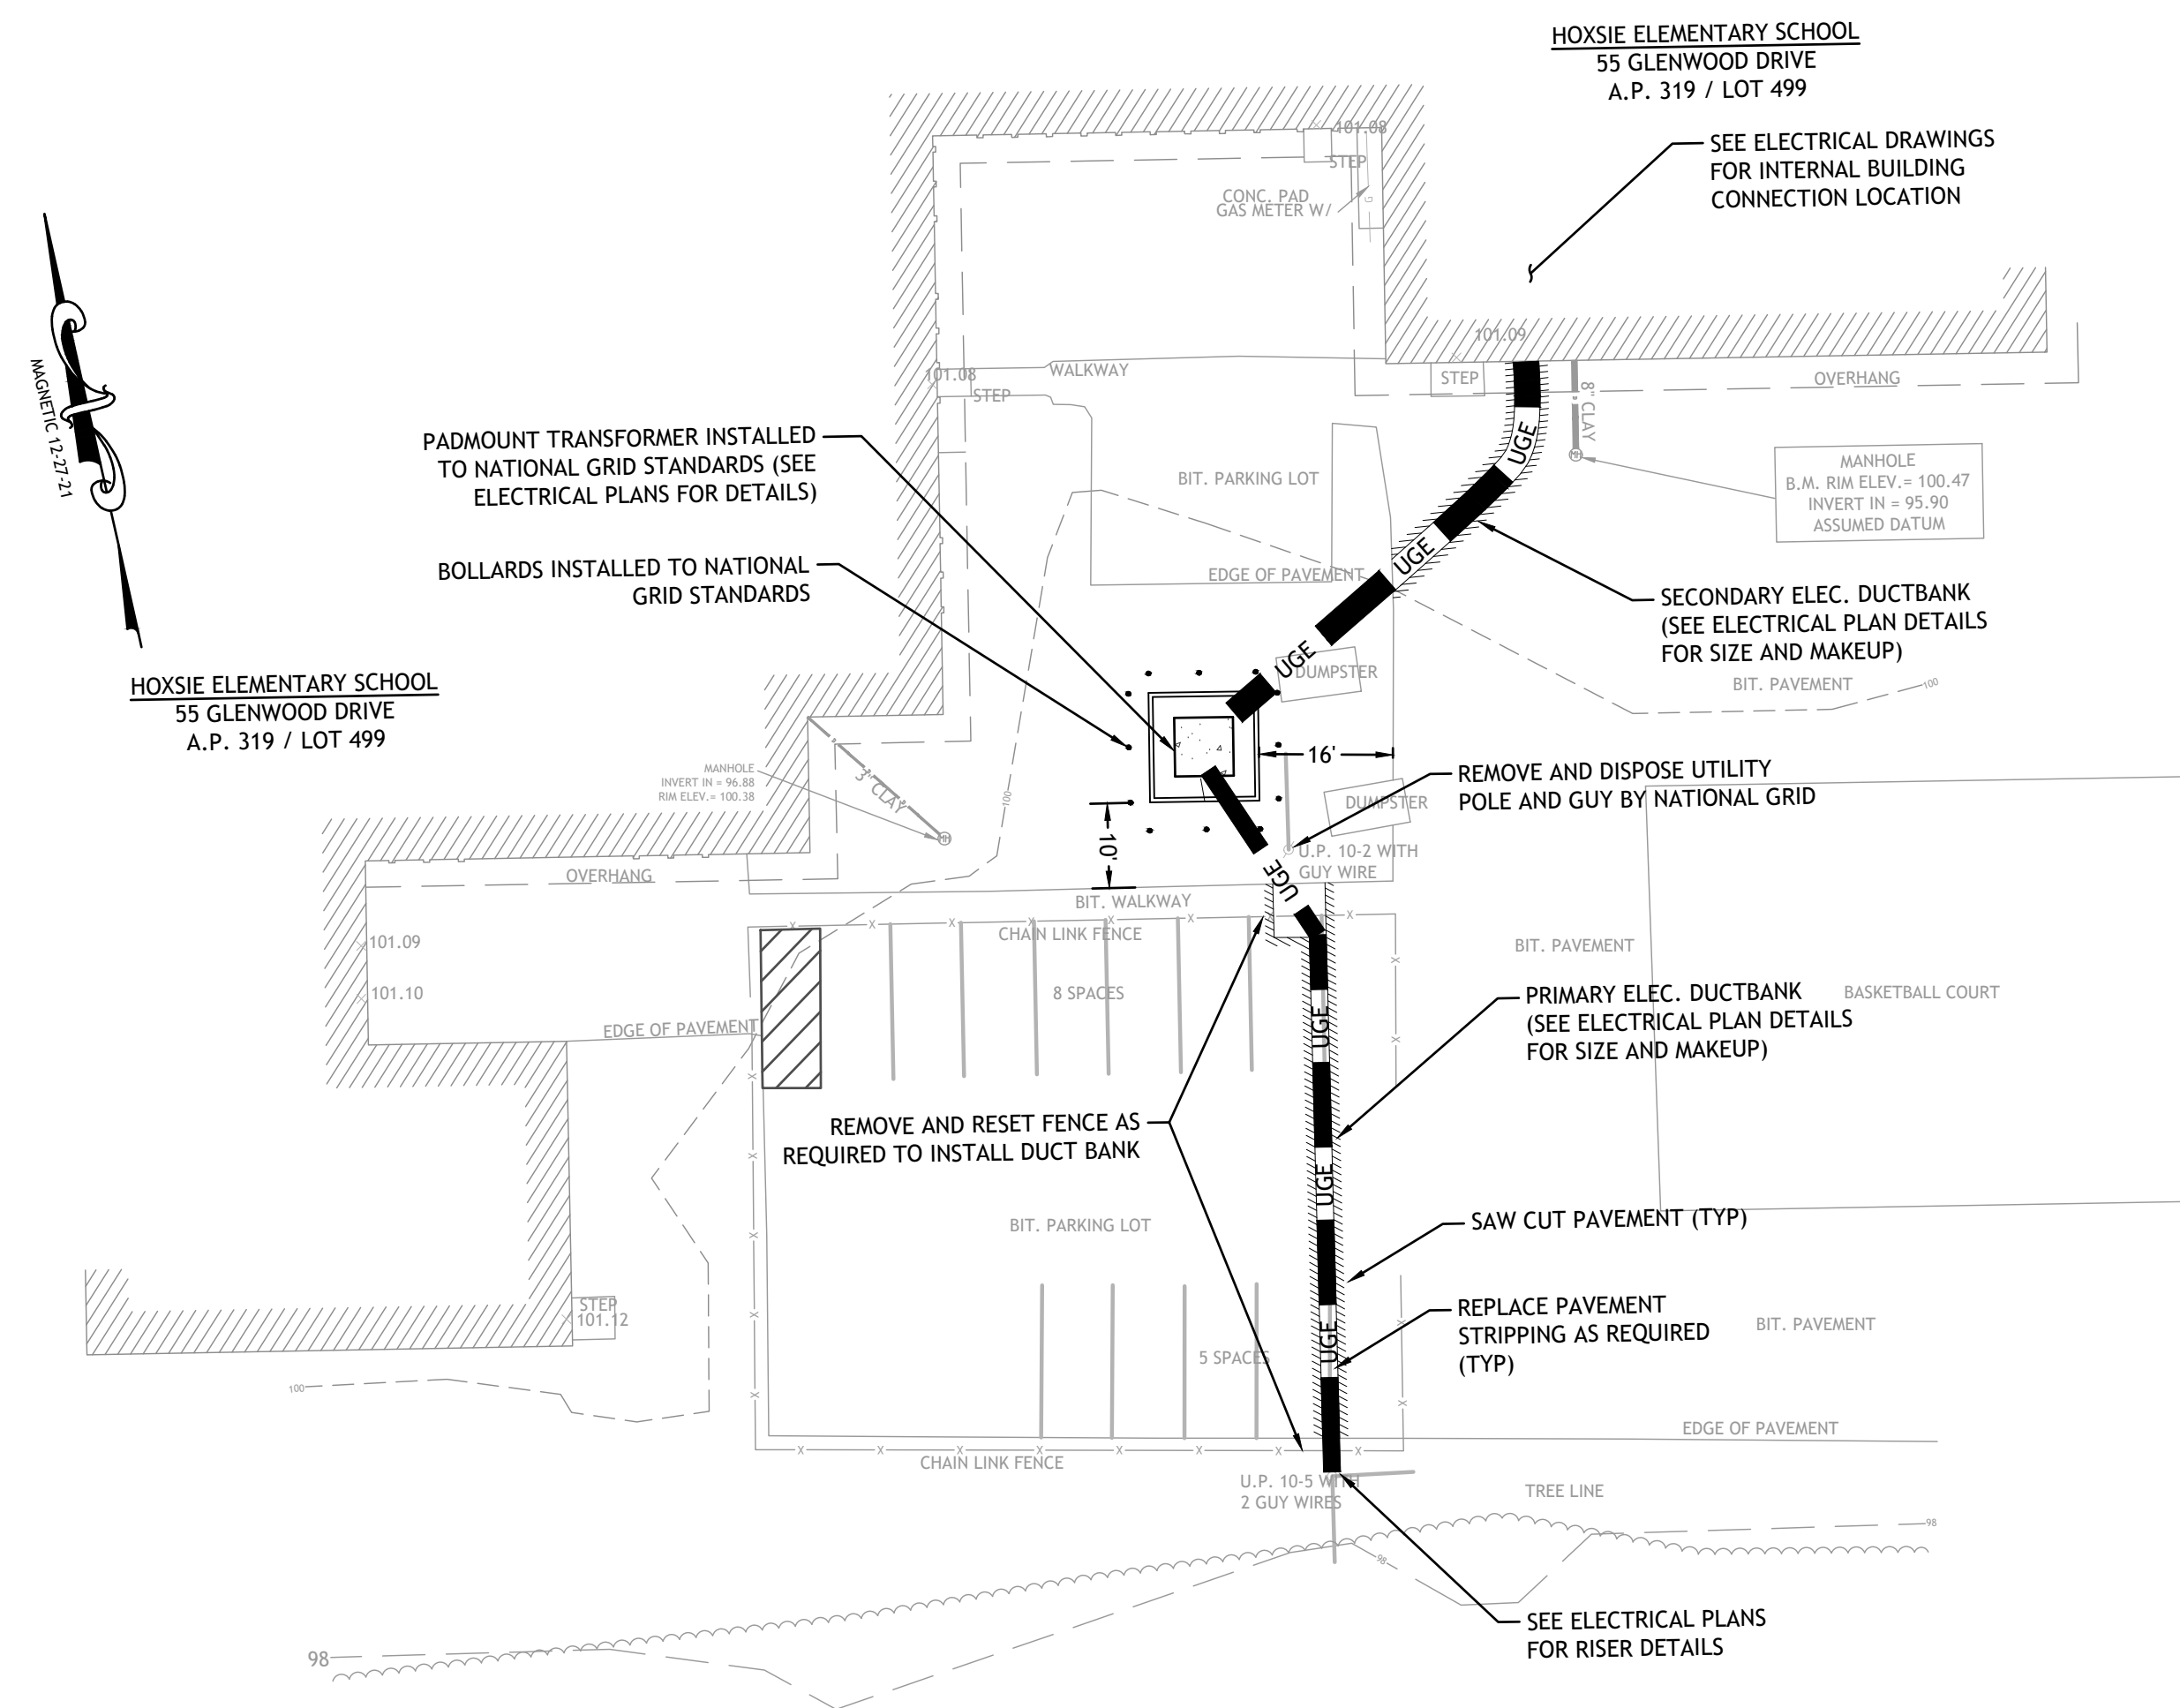 HOXSIE ELEMENTARY SCHOOL
55 GLENWOOD DRIVE
A.P. 319 / LOT 499
SEE ELECTRICAL DRAWINGS
FOR INTERNAL BUILDING
CONNECTION LOCATION
101.08
STEP
CONC. PAD
GAS METER W/
G
101.09
STEP
OVERHANG
8" CLAY
WALKWAY
101.08
STEP
MAGNETIC 12-27-21
PADMOUNT TRANSFORMER INSTALLED
TO NATIONAL GRID STANDARDS (SEE
ELECTRICAL PLANS FOR DETAILS)
BIT. PARKING LOT
UGE
MH
MANHOLE
B.M. RIM ELEV.= 100.47
INVERT IN = 95.90
ASSUMED DATUM
BOLLARDS INSTALLED TO NATIONAL
GRID STANDARDS
EDGE OF PAVEMENT
UGE
SECONDARY ELEC. DUCTBANK
(SEE ELECTRICAL PLAN DETAILS
FOR SIZE AND MAKEUP)
UGE
DUMPSTER
BIT. PAVEMENT
100
HOXSIE ELEMENTARY SCHOOL
55 GLENWOOD DRIVE
A.P. 319 / LOT 499
16'
MANHOLE
INVERT IN = 96.88
RIM ELEV.= 100.38
3" CLAY
MH
100
REMOVE AND DISPOSE UTILITY
POLE AND GUY BY NATIONAL GRID
DUMPSTER
10'
U.P. 10-2 WITH
GUY WIRE
UGE
OVERHANG
BIT. WALKWAY
CHAIN LINK FENCE
101.09
101.10
BIT. PAVEMENT
8 SPACES
PRIMARY ELEC. DUCTBANK
(SEE ELECTRICAL PLAN DETAILS
FOR SIZE AND MAKEUP)
BASKETBALL COURT
EDGE OF PAVEMENT
UGE
REMOVE AND RESET FENCE AS
REQUIRED TO INSTALL DUCT BANK
UGE
BIT. PARKING LOT
SAW CUT PAVEMENT (TYP)
STEP
101.12
REPLACE PAVEMENT
STRIPPING AS REQUIRED
(TYP)
BIT. PAVEMENT
UGE
5 SPACES
100
EDGE OF PAVEMENT
CHAIN LINK FENCE
U.P. 10-5 WITH
2 GUY WIRES
TREE LINE
98
98
SEE ELECTRICAL PLANS
FOR RISER DETAILS
98